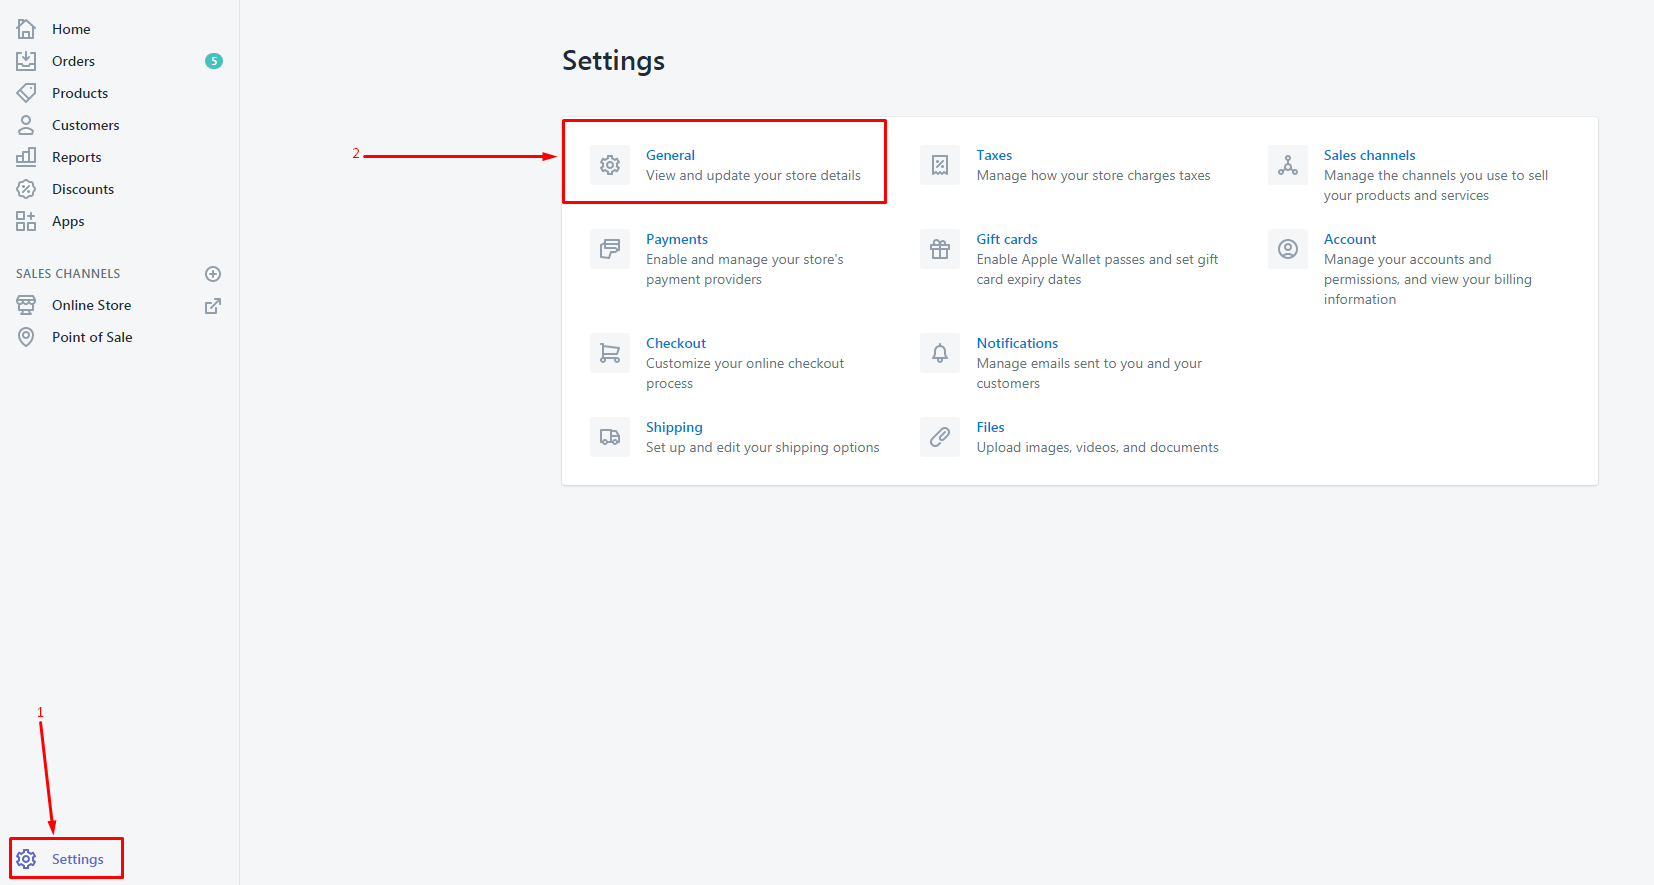 Home
Orders 5
Products
Customers
Reports
Discounts
Apps
SALES CHANNELS
Online Store
Point of Sale
1
Settings
Settings
2
General
View and update your store details
Taxes
Manage how your store charges taxes
Sales channels
Manage the channels you use to sell
your products and services
Payments
Enable and manage your store's
payment providers
Gift cards
Enable Apple Wallet passes and set gift
card expiry dates
Account
Manage your accounts and
permissions, and view your billing
information
Checkout
Customize your online checkout
process
Notifications
Manage emails sent to you and your
customers
Shipping
Set up and edit your shipping options
Files
Upload images, videos, and documents